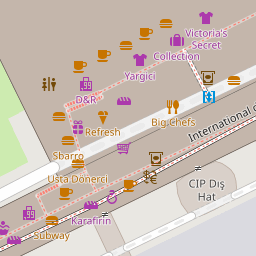 Victoria's
Secret
Collection
Yargici
D&R
Big Chefs
Refresh
International
Sbarro
Usta Dönerci
CIP Dış
Hat
Karafırın
Subway